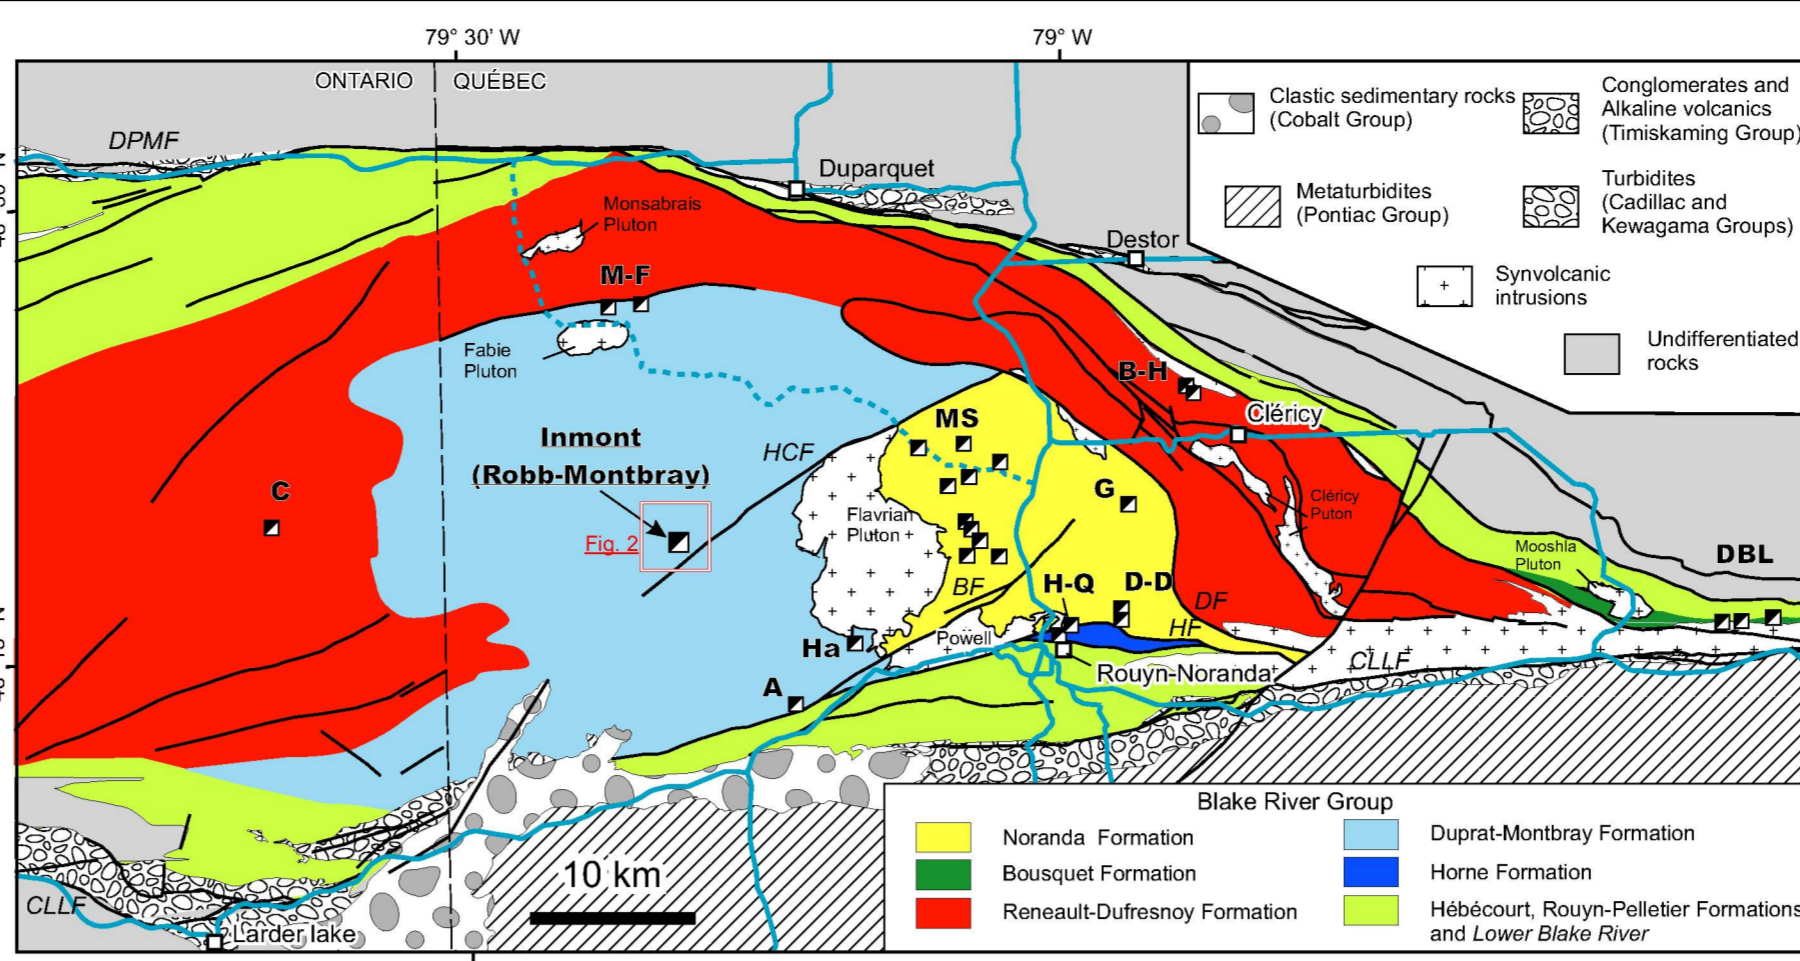 79° 30' W
79° W
ONTARIO
QUÉBEC
DPMF
Duparquet
Monsabrais
Pluton
Destor
M-F
Fabie
Pluton
B-H
Cléricy
MS
Inmont
(Robb-Montbray)
HCF
C
G
Flavrian
Pluton
Cléricy
Puton
Fig. 2
Mooshla
Pluton
DBL
BF
H-Q
D-D
DF
HF
Powell
Ha
CLLF
Rouyn-Noranda
A
10 km
CLLF
Larder lake
Clastic sedimentary rocks
(Cobalt Group)
Conglomerates and
Alkaline volcanics
(Timiskaming Group)
Metaturbidites
(Pontiac Group)
Turbidites
(Cadillac and
Kewagama Groups)
Synvolcanic
intrusions
Undifferentiated
rocks
Blake River Group
Noranda Formation
Bousquet Formation
Reneault-Dufresnoy Formation
Duprat-Montbray Formation
Horne Formation
Hébécourt, Rouyn-Pelletier Formations
and Lower Blake River